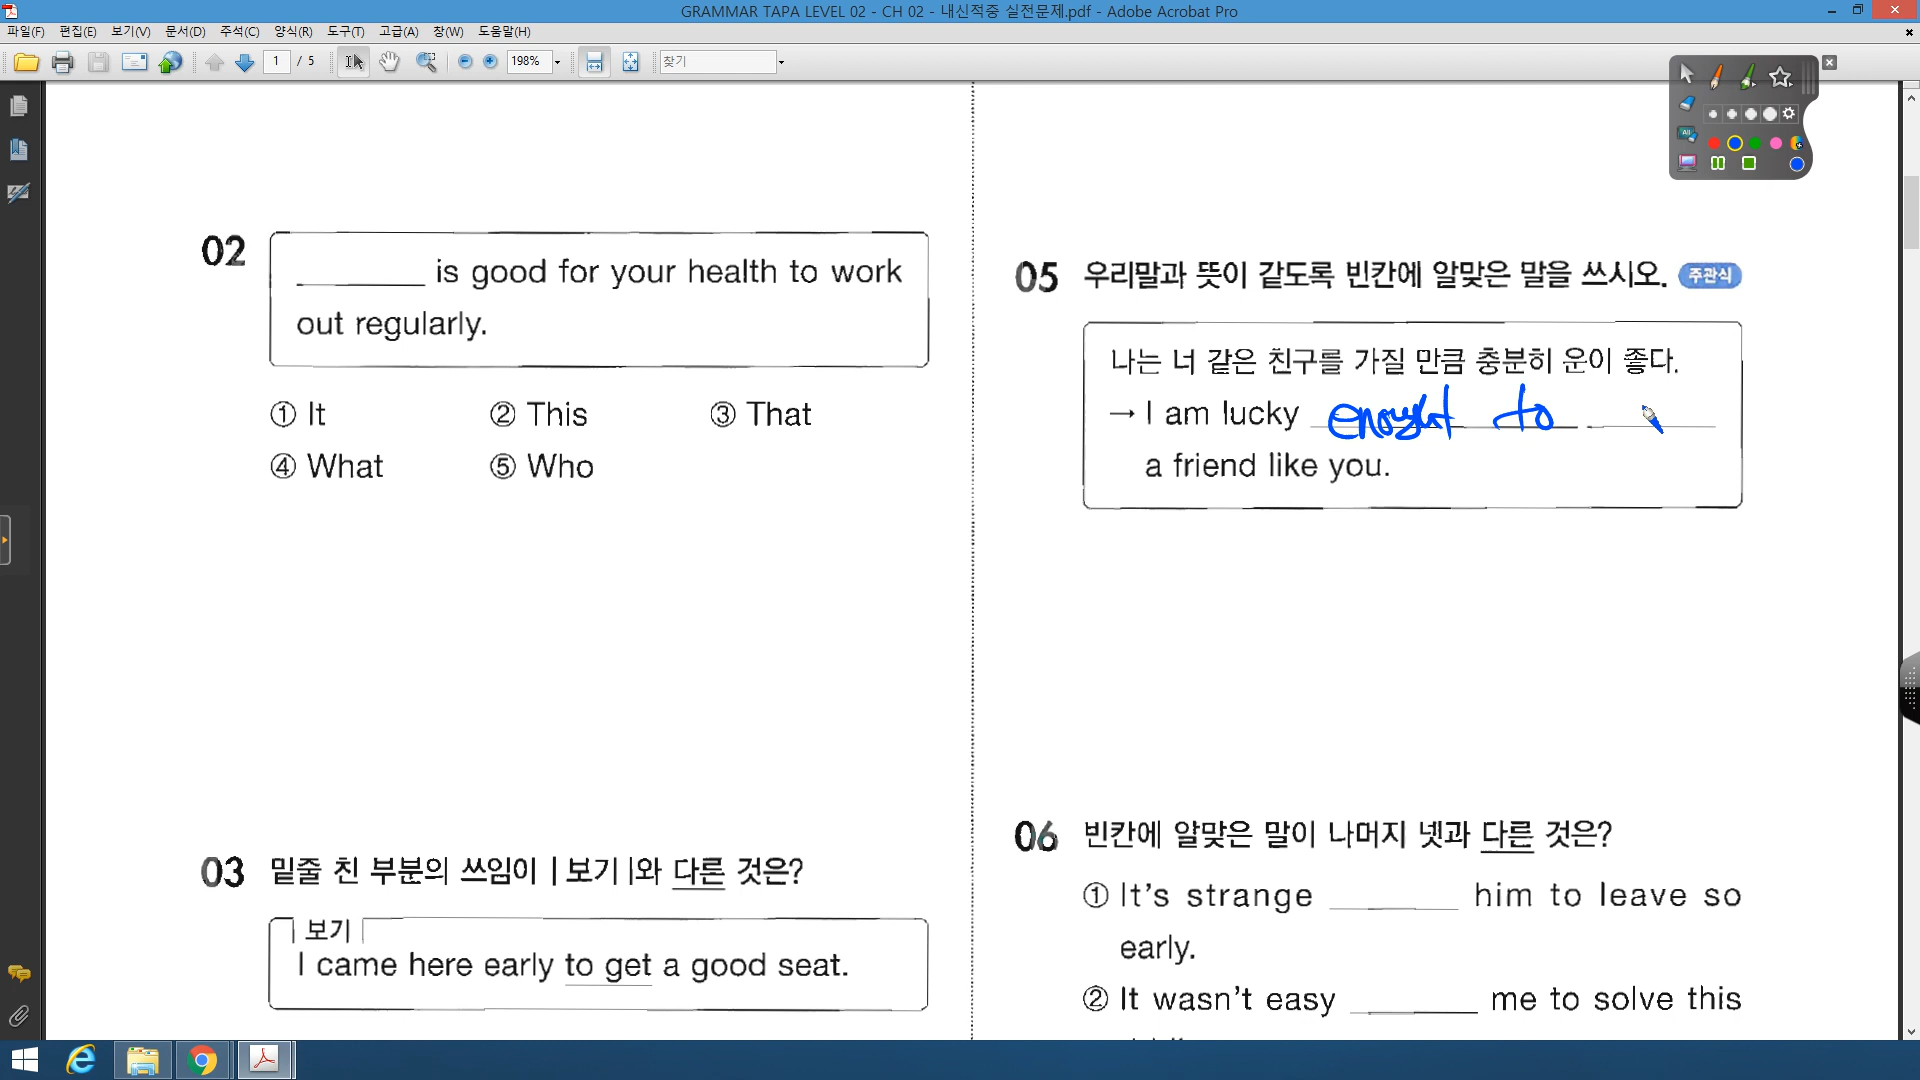 GRAMMAR TAPA LEVEL 02 - CH 02 - 내신적중 실전문제.pdf - Adobe Acrobat Pro
파일(F) 편집(E) 보기(V) 문서(D) 주석(C) 양식(R) 도구(T) 고급(A) 창(W) 도움말(H)
1 / 5 198% 찾기
All
02
is good for your health to work
out regularly.
① It ② This ③ That
④ What ⑤ Who
03 밑줄 친 부분의 쓰임이 | 보기 |와 다른 것은?
보기
I came here early to get a good seat.
05 우리말과 뜻이 같도록 빈칸에 알맞은 말을 쓰시오. 주관식
나는 너 같은 친구를 가질 만큼 충분히 운이 좋다.
→ I am lucky to
a friend like you.
06 빈칸에 알맞은 말이 나머지 넷과 다른 것은?
① It's strange ______ him to leave so
early.
② It wasn't easy ______ me to solve this